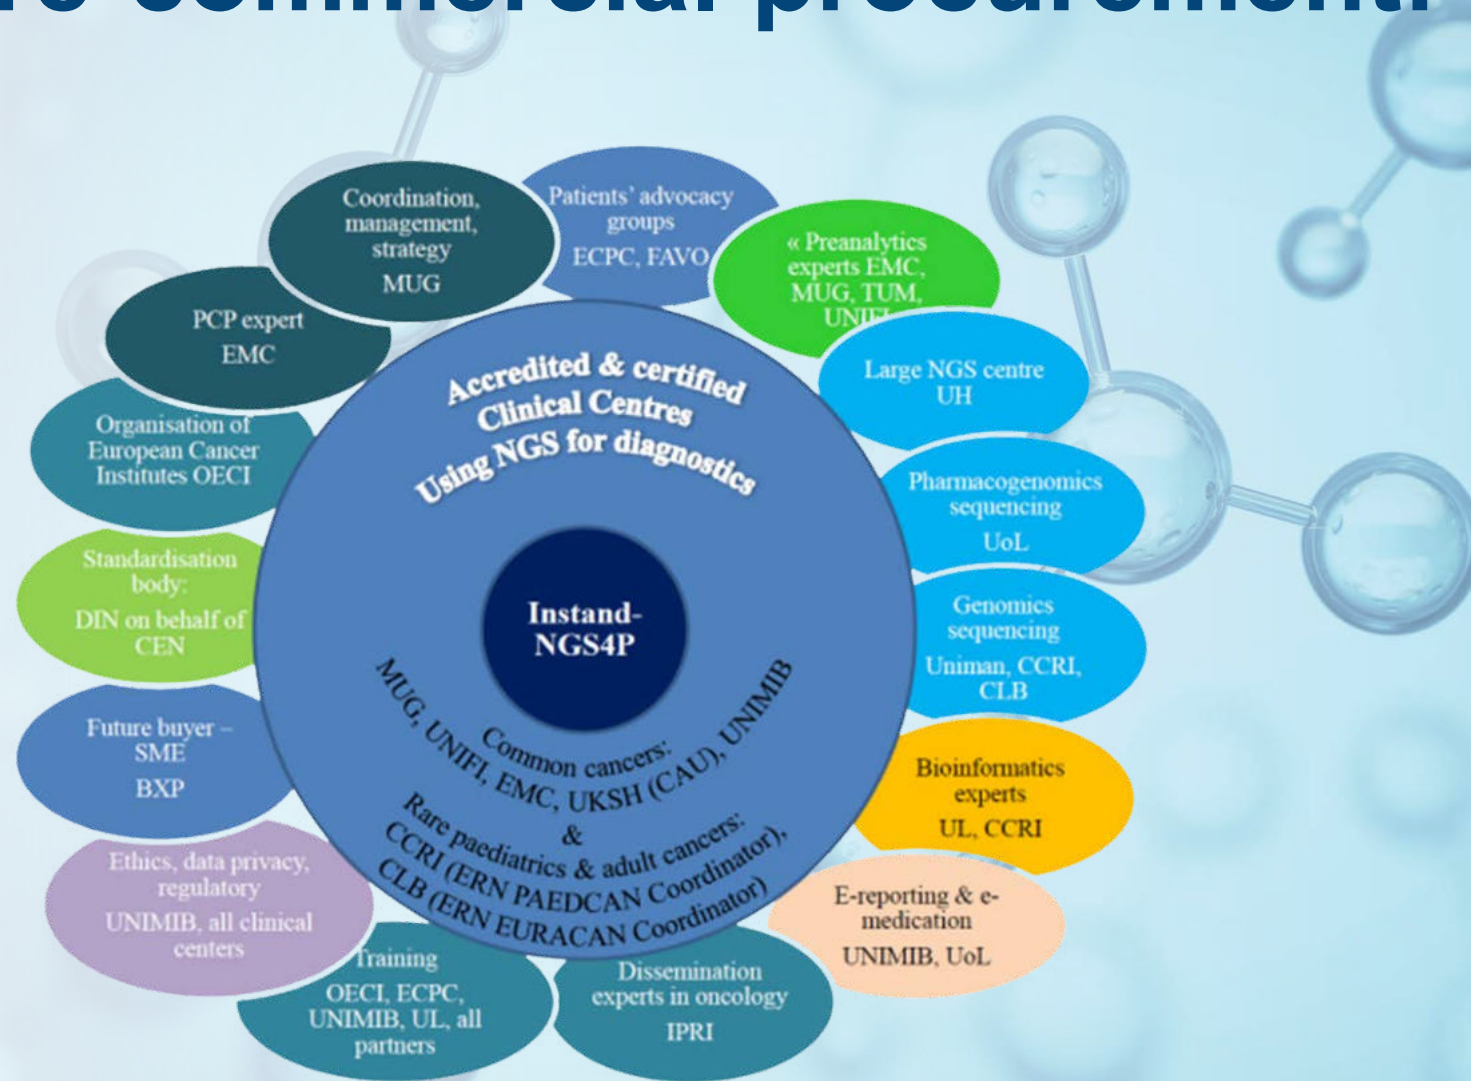 commercial procurement.
Coordination,
management,
strategy
MUG
Patients' advocacy
groups
ECPC, FAVO
« Preanalytics
experts EMC,
MUG, TUM,
UNIFI
PCP expert
EMC
Large NGS centre
UH
Organisation of
European Cancer
Institutes OECI
Pharmacogenomics
sequencing
UoL
Standardisation
body:
DIN on behalf of
CEN
Genomics
sequencing
Uniman, CCRI,
CLB
Future buyer –
SME
BXP
Bioinformatics
experts
UL, CCRI
Ethics, data privacy,
regulatory
UNIMIB, all clinical
centers
E-reporting & e-
medication
UNIMIB, UoL
Training
OECI, ECPC,
UNIMIB, UL, all
partners
Dissemination
experts in oncology
IPRI
Accredited & certified
Clinical Centres
Using NGS for diagnostics
Instand-
NGS4P
Common cancers:
MUG, UNIFI, EMC, UKSH (CAU), UNIMIB
&
Rare paediatrics & adult cancers:
CCRI (ERN PAEDCAN Coordinator),
CLB (ERN EURACAN Coordinator)